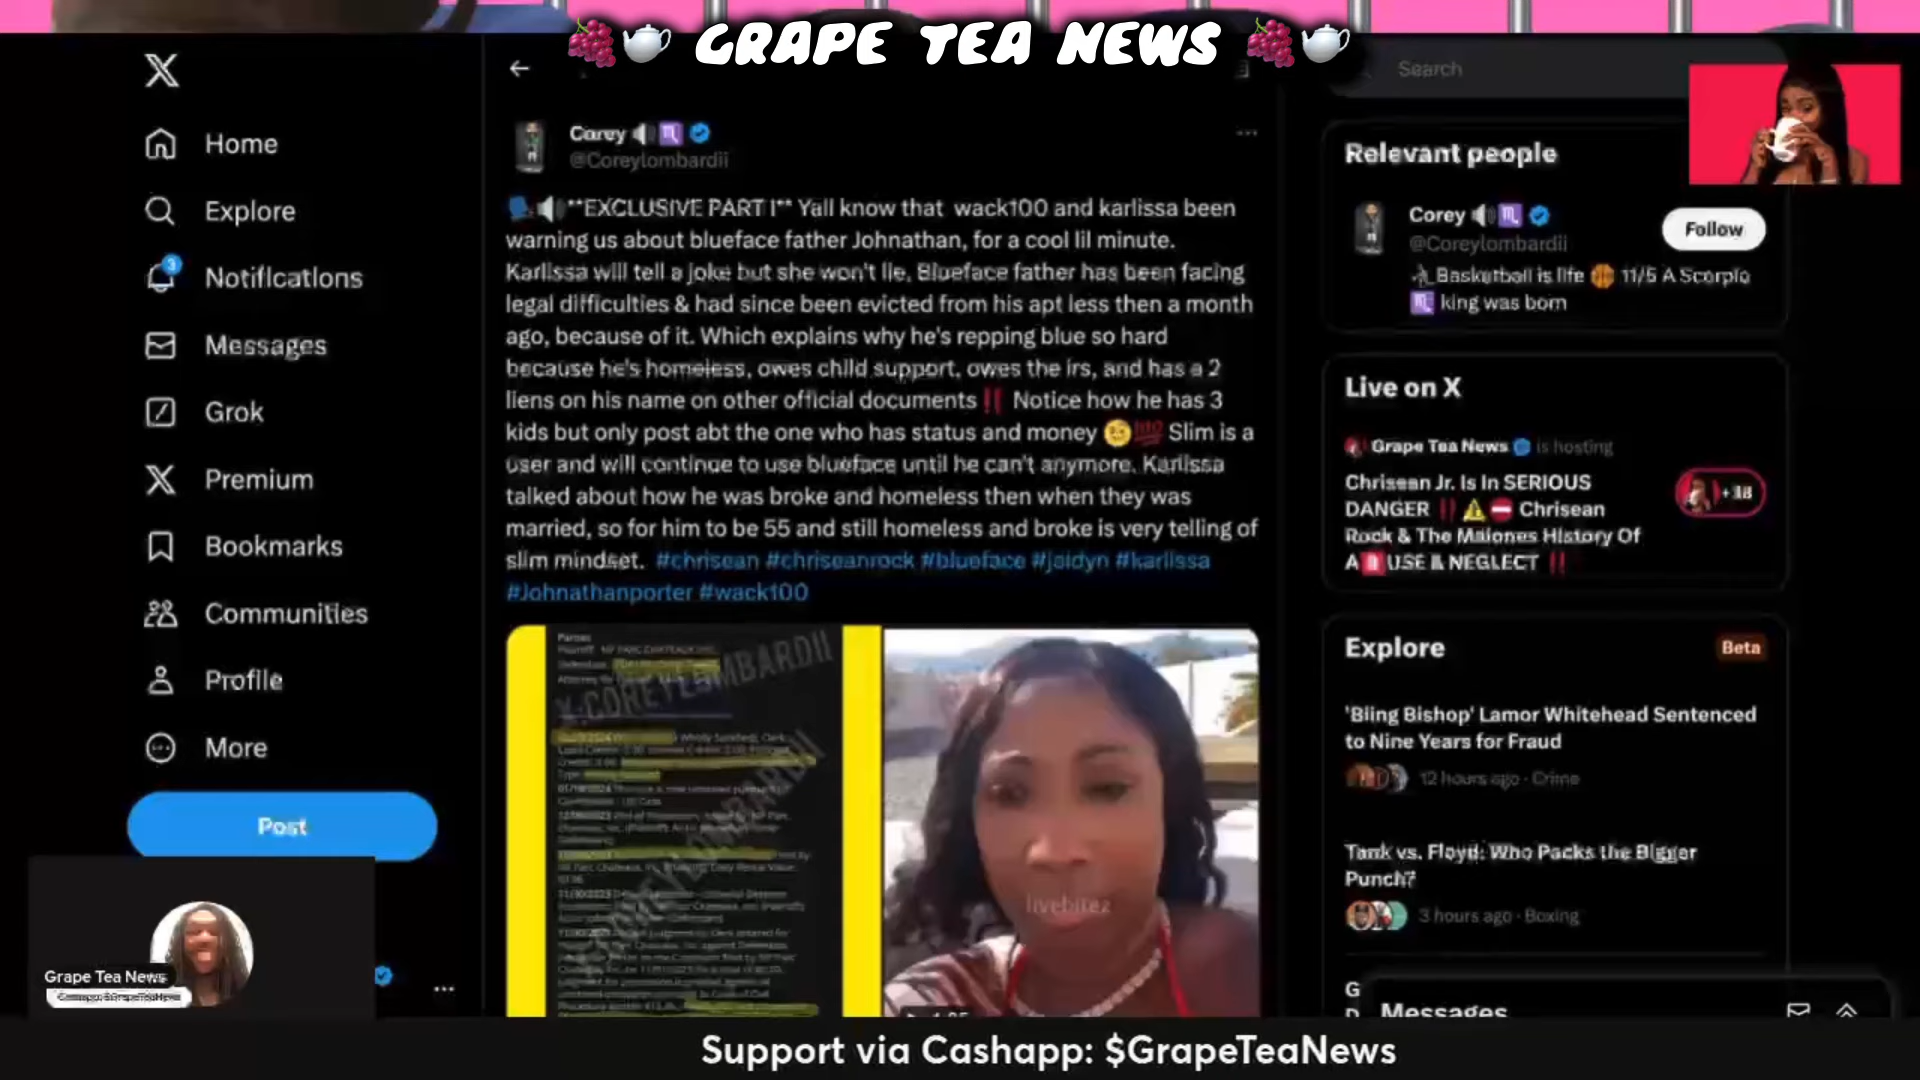 GRAPE TEA NEWS
Search
Home
Explore
3
Notifications
Messages
Grok
Premium
Bookmarks
Communities
Profile
More
Post
Grape Tea News
Cashapp: $GrapeTeaNews
Corey
@Coreylombardii
**EXCLUSIVE PART I** Yall know that wack100 and karlissa been
warning us about blueface father Johnathan, for a cool lil minute.
Karlissa will tell a joke but she won't lie. Blueface father has been facing
legal difficulties & had since been evicted from his apt less then a month
ago, because of it. Which explains why he's repping blue so hard
because he's homeless, owes child support, owes the irs, and has a 2
liens on his name on other official documents ‼ Notice how he has 3
kids but only post abt the one who has status and money 💯 Slim is a
user and will continue to use blueface until he can't anymore. Karlissa
talked about how he was broke and homeless then when they was
married, so for him to be 55 and still homeless and broke is very telling of
slim mindset. #chrisean #chriseanrock #blueface #jaidyn #karlissa
#Johnathanporter #wack100
X:COREYLOMBARDII
livebitez
Relevant people
Corey
@Coreylombardii
Follow
Basketball is life 11/5 A Scorpio
king was born
Live on X
Grape Tea News is hosting
Chrisean Jr. Is In SERIOUS
DANGER ‼ ⚠ ⛔ Chrisean
Rock & The Malones History Of
A🅱USE & NEGLECT ‼
+18
Explore
Beta
'Bling Bishop' Lamor Whitehead Sentenced
to Nine Years for Fraud
12 hours ago · Crime
Tank vs. Floyd: Who Packs the Bigger
Punch?
3 hours ago · Boxing
Messages
Support via Cashapp: $GrapeTeaNews